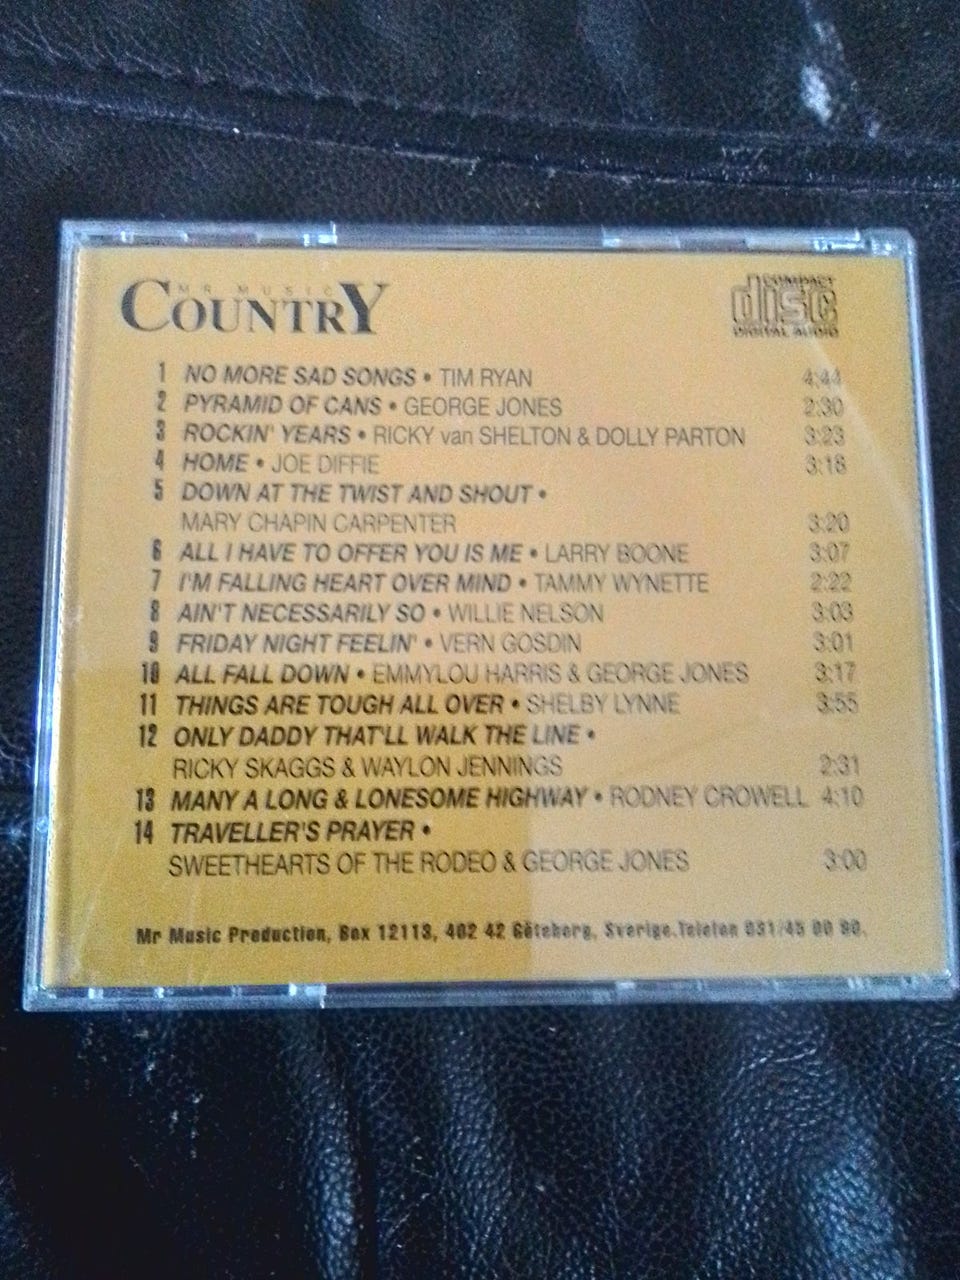 MR MUSIC
COUNTRY
COMPACT
disc
DIGITAL AUDIO
1 NO MORE SAD SONGS • TIM RYAN 4:44
2 PYRAMID OF CANS • GEORGE JONES 2:30
3 ROCKIN' YEARS • RICKY van SHELTON & DOLLY PARTON 3:23
4 HOME • JOE DIFFIE 3:18
5 DOWN AT THE TWIST AND SHOUT •
MARY CHAPIN CARPENTER 3:20
6 ALL I HAVE TO OFFER YOU IS ME • LARRY BOONE 3:07
7 I'M FALLING HEART OVER MIND • TAMMY WYNETTE 2:22
8 AIN'T NECESSARILY SO • WILLIE NELSON 3:03
9 FRIDAY NIGHT FEELIN' • VERN GOSDIN 3:01
10 ALL FALL DOWN • EMMYLOU HARRIS & GEORGE JONES 3:17
11 THINGS ARE TOUGH ALL OVER • SHELBY LYNNE 3:55
12 ONLY DADDY THAT'LL WALK THE LINE •
RICKY SKAGGS & WAYLON JENNINGS 2:31
13 MANY A LONG & LONESOME HIGHWAY • RODNEY CROWELL 4:10
14 TRAVELLER'S PRAYER •
SWEETHEARTS OF THE RODEO & GEORGE JONES 3:00
Mr Music Production, Box 12113, 402 42 Göteborg, Sverige. Telefon